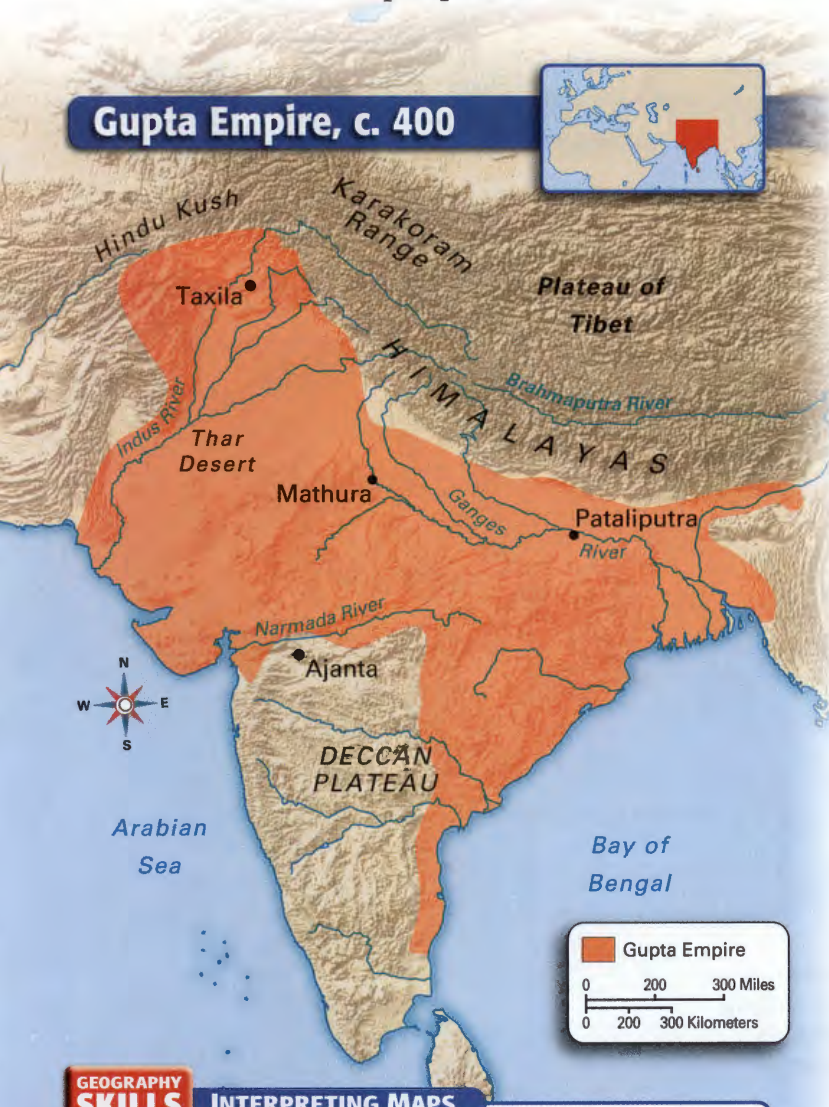 Gupta Empire, c. 400
Hindu Kush
Karakoram
Range
Taxila
Plateau of
Tibet
HIMALAYAS
Brahmaputra River
Indus River
Thar
Desert
Mathura
Ganges
River
Pataliputra
Narmada River
Ajanta
N
W
E
S
DECCAN
PLATEAU
Arabian
Sea
Bay of
Bengal
Gupta Empire
0 200 300 Miles
0 200 300 Kilometers
GEOGRAPHY
SKILLS
INTERPRETING MAPS